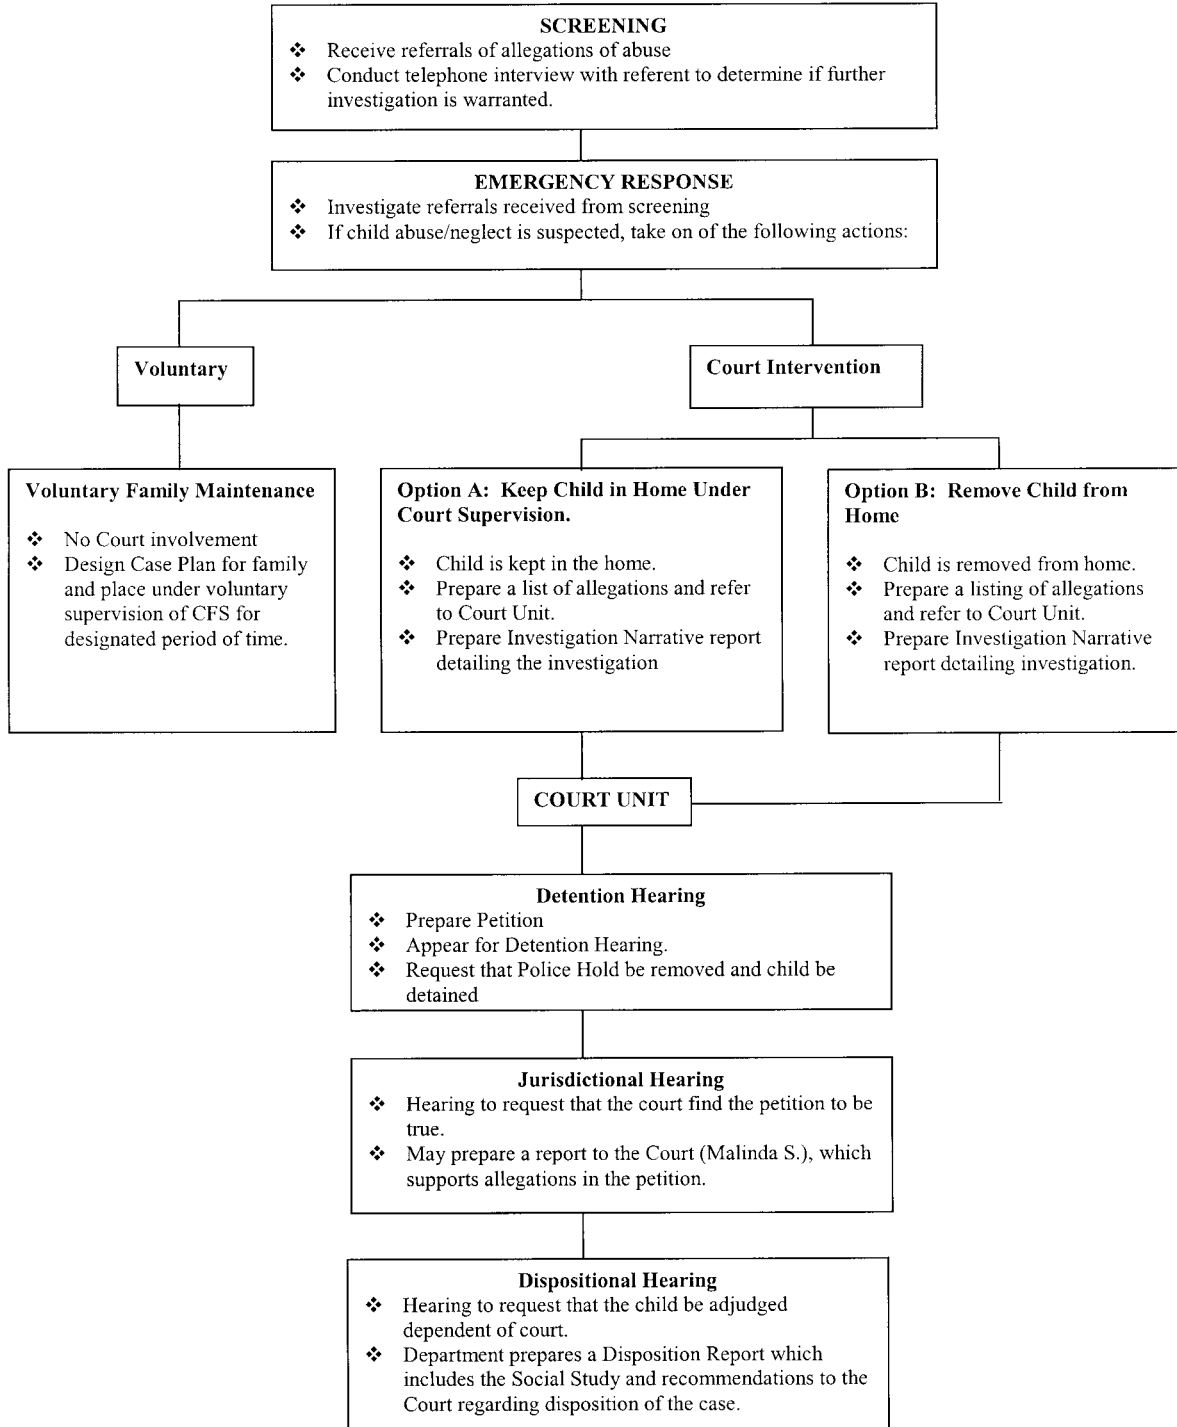 SCREENING
❖ Receive referrals of allegations of abuse
❖ Conduct telephone interview with referent to determine if further
investigation is warranted.
EMERGENCY RESPONSE
❖ Investigate referrals received from screening
❖ If child abuse/neglect is suspected, take on of the following actions:
Voluntary
Court Intervention
Voluntary Family Maintenance
❖ No Court involvement
❖ Design Case Plan for family
and place under voluntary
supervision of CFS for
designated period of time.
Option A: Keep Child in Home Under
Court Supervision.
❖ Child is kept in the home.
❖ Prepare a list of allegations and refer
to Court Unit.
❖ Prepare Investigation Narrative report
detailing the investigation
Option B: Remove Child from
Home
❖ Child is removed from home.
❖ Prepare a listing of allegations
and refer to Court Unit.
❖ Prepare Investigation Narrative
report detailing investigation.
COURT UNIT
Detention Hearing
❖ Prepare Petition
❖ Appear for Detention Hearing.
❖ Request that Police Hold be removed and child be
detained
Jurisdictional Hearing
❖ Hearing to request that the court find the petition to be
true.
❖ May prepare a report to the Court (Malinda S.), which
supports allegations in the petition.
Dispositional Hearing
❖ Hearing to request that the child be adjudged
dependent of court.
❖ Department prepares a Disposition Report which
includes the Social Study and recommendations to the
Court regarding disposition of the case.